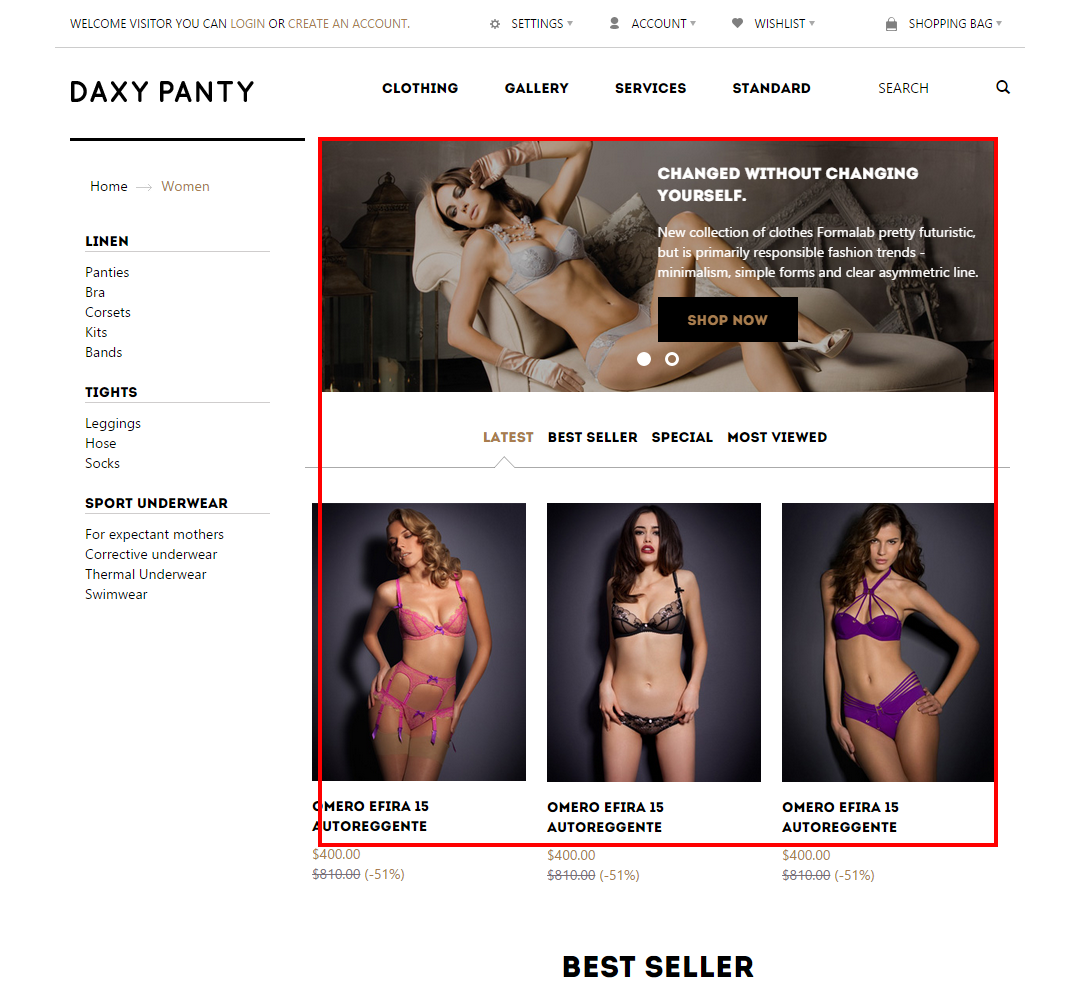 WELCOME VISITOR YOU CAN LOGIN OR CREATE AN ACCOUNT.
SETTINGS
ACCOUNT
WISHLIST
SHOPPING BAG
DAXY PANTY
CLOTHING
GALLERY
SERVICES
STANDARD
SEARCH
Home
Women
LINEN
Panties
Bra
Corsets
Kits
Bands
TIGHTS
Leggings
Hose
Socks
SPORT UNDERWEAR
For expectant mothers
Corrective underwear
Thermal Underwear
Swimwear
CHANGED WITHOUT CHANGING
YOURSELF.
New collection of clothes Formalab pretty futuristic,
but is primarily responsible fashion trends -
minimalism, simple forms and clear asymmetric line.
SHOP NOW
LATEST
BEST SELLER
SPECIAL
MOST VIEWED
OMERO EFIRA 15
AUTOREGGENTE
$400.00
$810.00 (-51%)
OMERO EFIRA 15
AUTOREGGENTE
$400.00
$810.00 (-51%)
OMERO EFIRA 15
AUTOREGGENTE
$400.00
$810.00 (-51%)
BEST SELLER